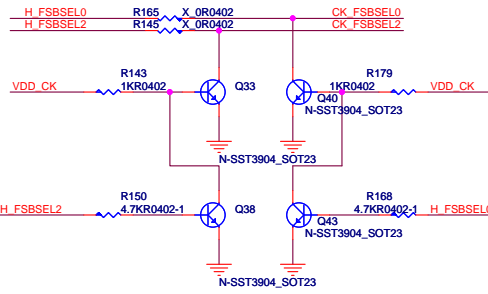 H_FSBSEL0 R165 X_0R0402 CK_FSBSEL0
H_FSBSEL2 R145 X_0R0402 CK_FSBSEL2
R143 R179
VDD_CK 1KR0402 Q33 1KR0402 VDD_CK
Q40
N-SST3904_SOT23
N-SST3904_SOT23
R150 R168
H_FSBSEL2 4.7KR0402-1 Q38 4.7KR0402-1 H_FSBSEL0
Q43
N-SST3904_SOT23
N-SST3904_SOT23